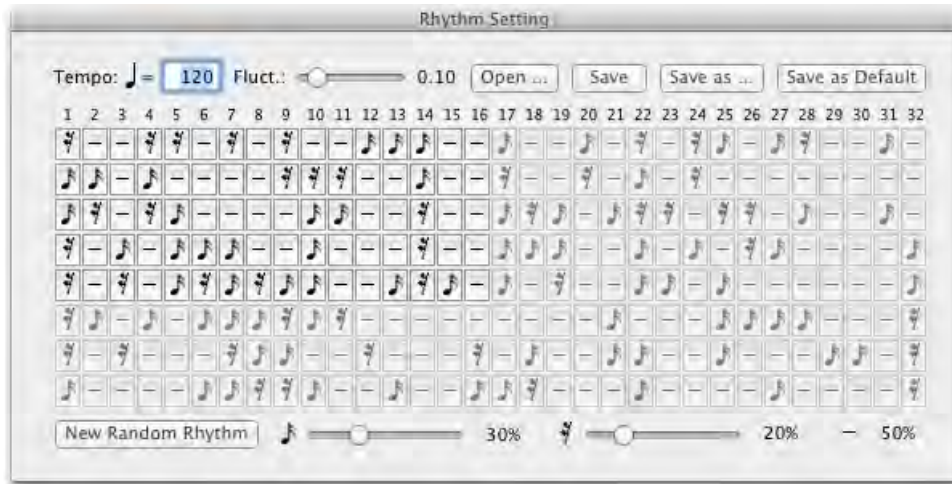 Rhythm Setting
Tempo: = 120 Fluct.: 0.10 Open ... Save Save as ... Save as Default
1 2 3 4 5 6 7 8 9 10 11 12 13 14 15 16 17 18 19 20 21 22 23 24 25 26 27 28 29 30 31 32
New Random Rhythm 30% 20% – 50%